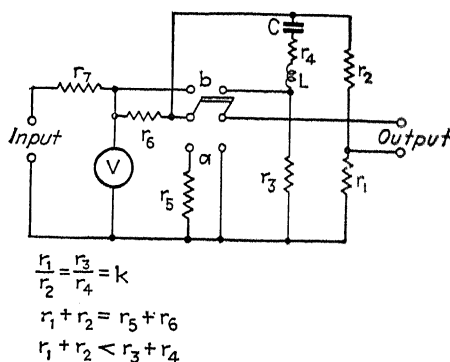 C
r4
L
r2
r7
b
r6
Input
V
a
r5
r3
Output
r1
r1/r2 = r3/r4 = k
r1 + r2 = r5 + r6
r1 + r2 < r3 + r4